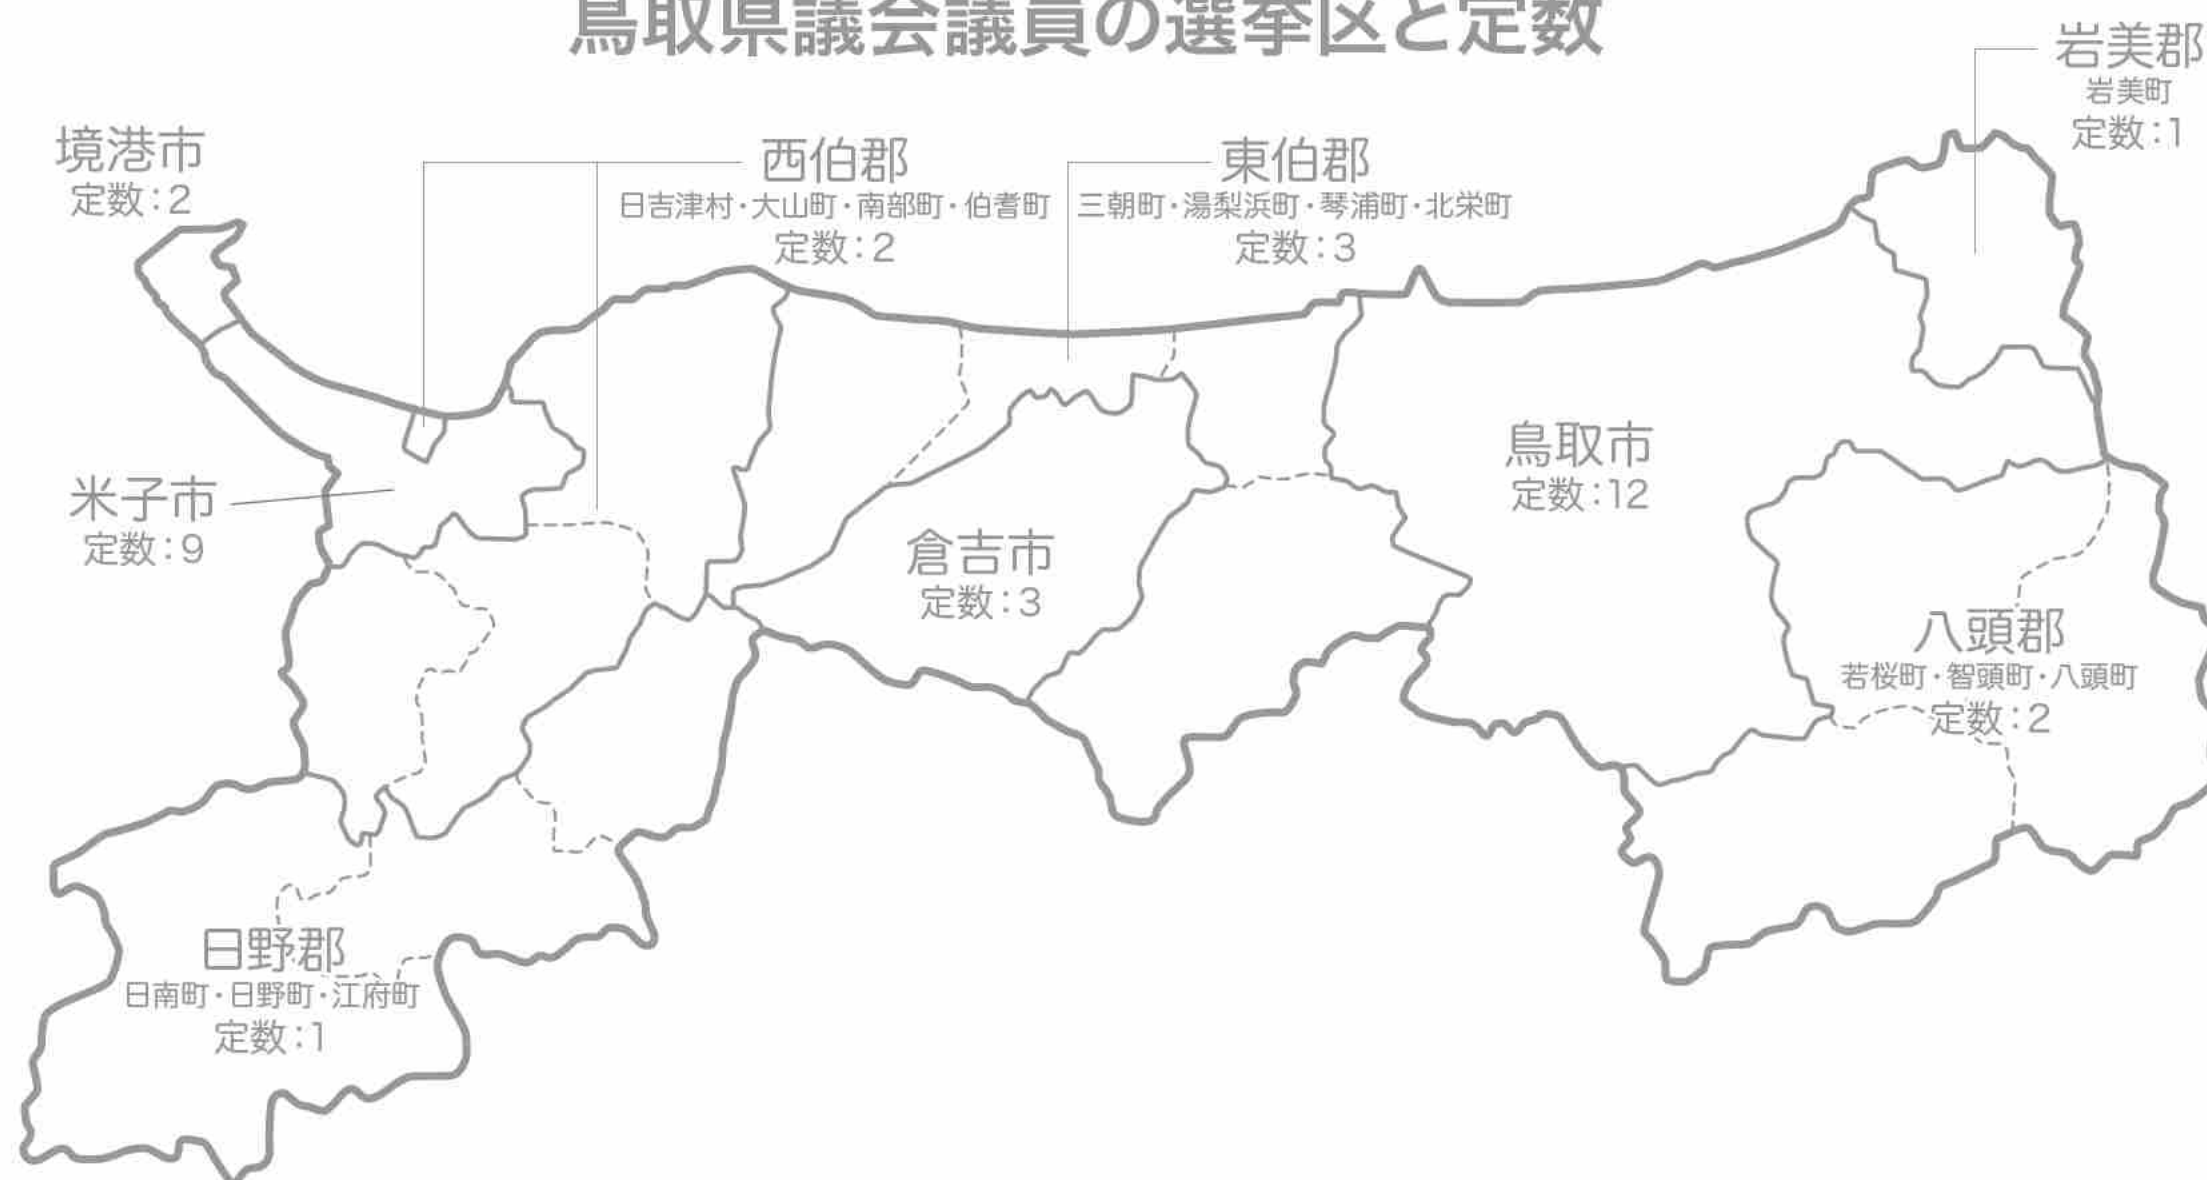 鳥取県議会議員の選挙区と定数
岩美郡
岩美町
定数:1
境港市
定数:2
西伯郡
日吉津村・大山町・南部町・伯耆町
定数:2
東伯郡
三朝町・湯梨浜町・琴浦町・北栄町
定数:3
米子市
定数:9
倉吉市
定数:3
鳥取市
定数:12
八頭郡
若桜町・智頭町・八頭町
定数:2
日野郡
日南町・日野町・江府町
定数:1